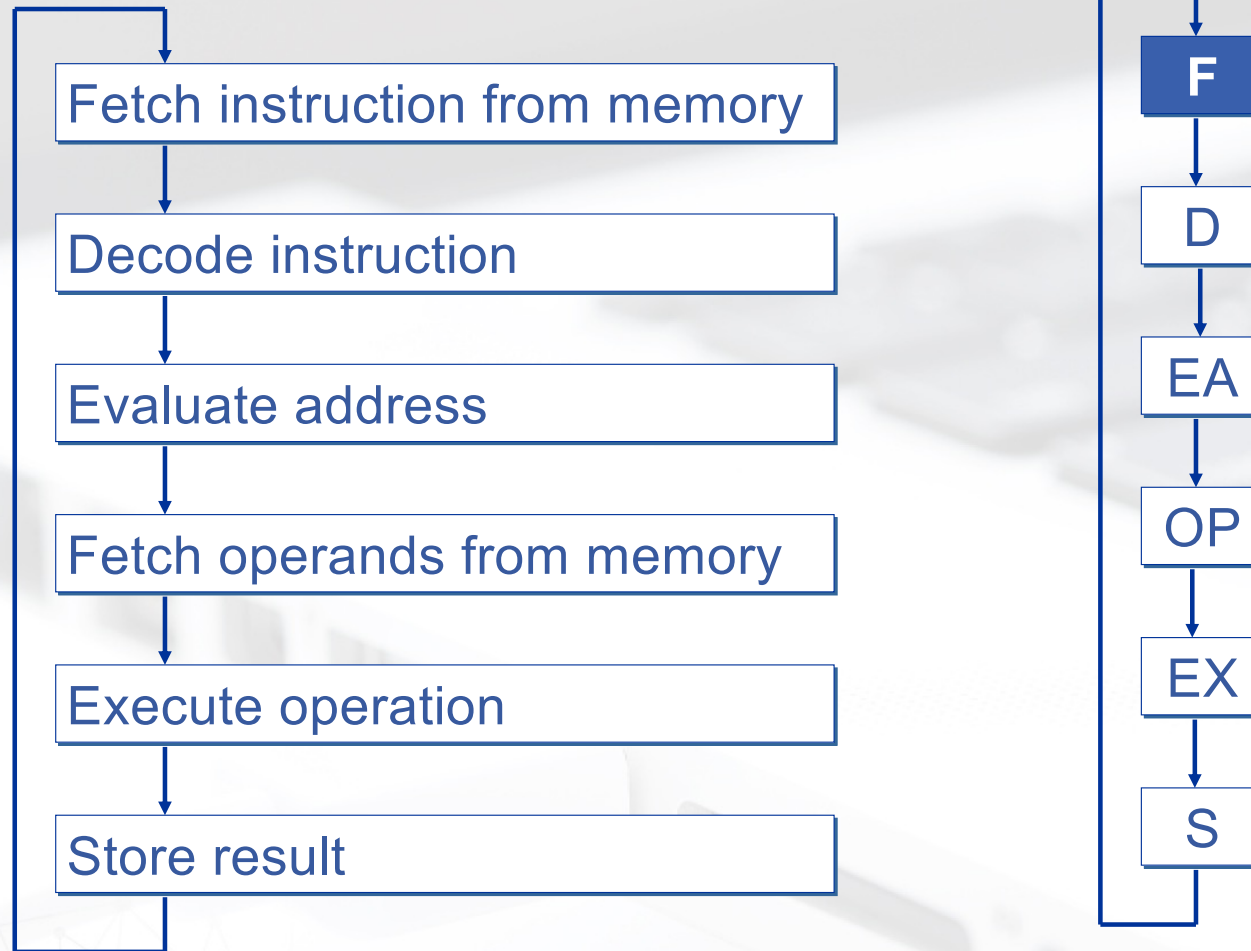 Fetch instruction from memory
Decode instruction
Evaluate address
Fetch operands from memory
Execute operation
Store result
F
D
EA
OP
EX
S